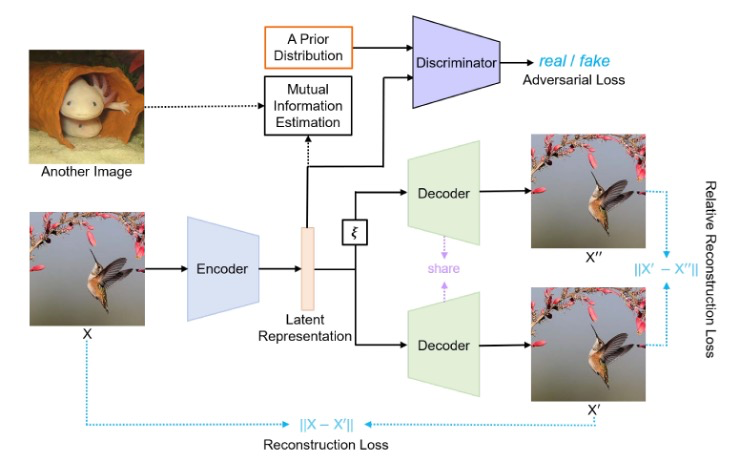 A Prior
Distribution
Discriminator
real / fake
Adversarial Loss
Mutual
Information
Estimation
Another Image
Decoder
ξ
X′′
Encoder
share
||X′ − X′′||
Relative Reconstruction Loss
Latent
Representation
Decoder
X
X′
||X − X′||
Reconstruction Loss